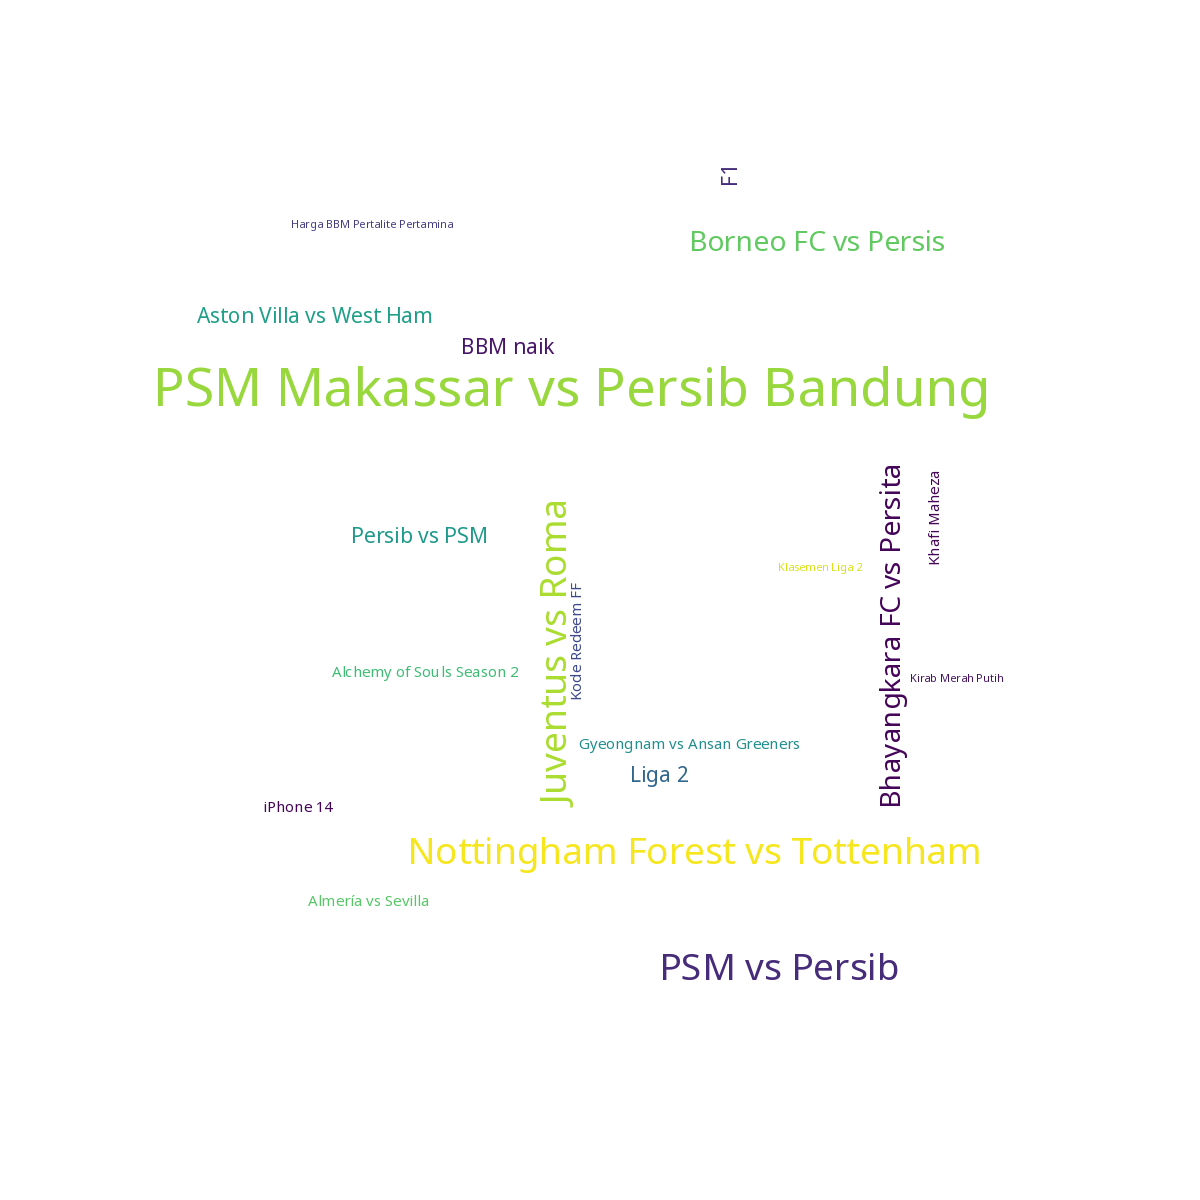 F1
Harga BBM Pertalite Pertamina
Borneo FC vs Persis
Aston Villa vs West Ham
BBM naik
PSM Makassar vs Persib Bandung
Bhayangkara FC vs Persita
Khafi Maheza
Juventus vs Roma
Persib vs PSM
Klasemen Liga 2
Kode Redeem FF
Alchemy of Souls Season 2
Kirab Merah Putih
Gyeongnam vs Ansan Greeners
Liga 2
iPhone 14
Nottingham Forest vs Tottenham
Almería vs Sevilla
PSM vs Persib